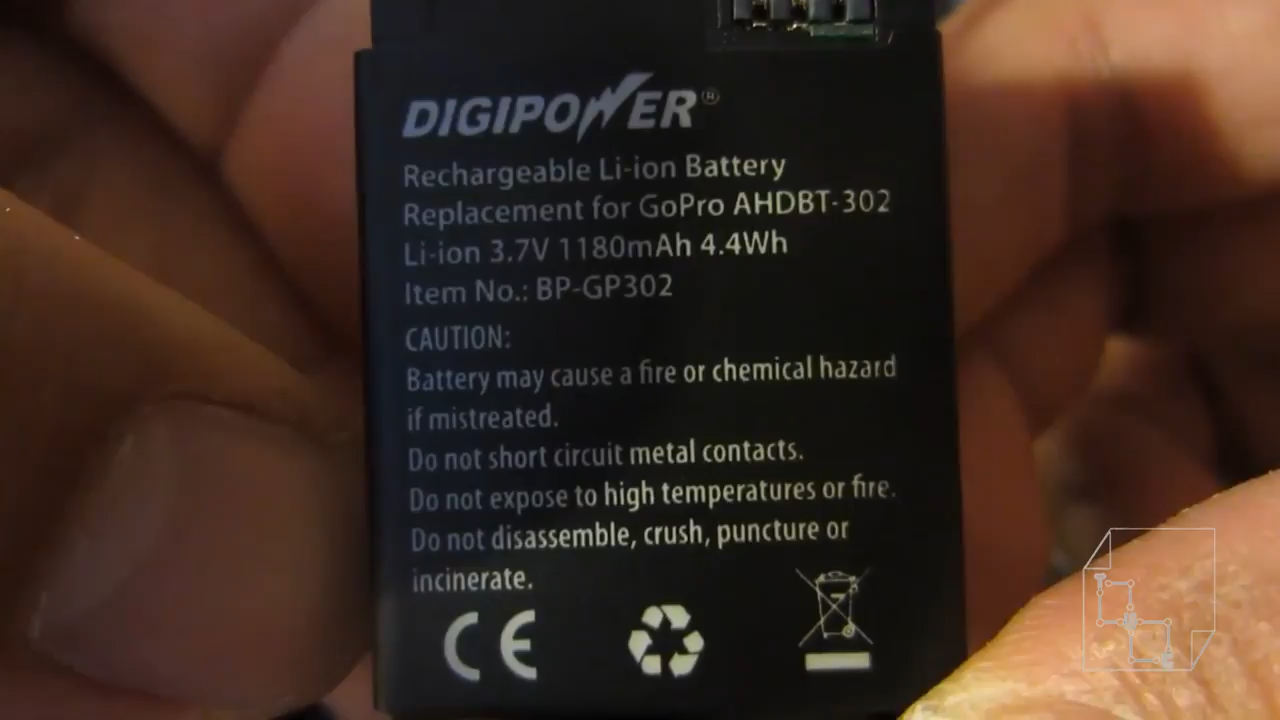 DIGIPOWER®
Rechargeable Li-ion Battery
Replacement for GoPro AHDBT-302
Li-ion 3.7V 1180mAh 4.4Wh
Item No.: BP-GP302
CAUTION:
Battery may cause a fire or chemical hazard
if mistreated.
Do not short circuit metal contacts.
Do not expose to high temperatures or fire.
Do not disassemble, crush, puncture or
incinerate.
CE